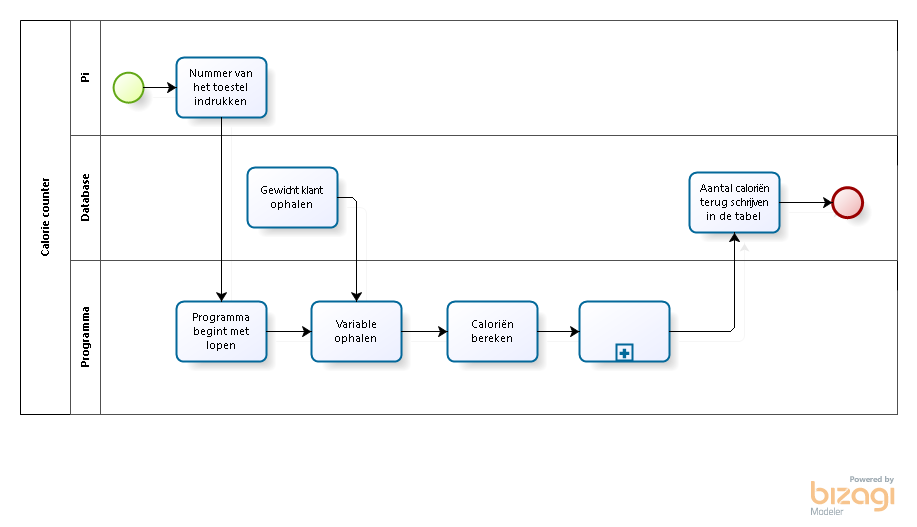 Calorie counter
Pi
Nummer van
het toestel
indrukken
Database
Gewicht klant
ophalen
Aantal caloriën
terug schrijven
in de tabel
Programma
Programma
begint met
lopen
Variable
ophalen
Caloriën
bereken
Powered by
bizagi
Modeler